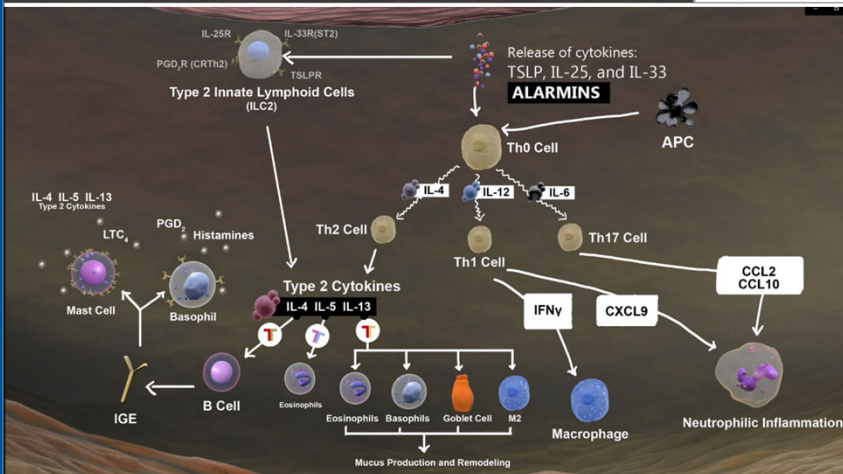 IL-25R
IL-33R(ST2)
PGD₂R (CRTh2)
TSLPR
Type 2 Innate Lymphoid Cells
(ILC2)
Release of cytokines:
TSLP, IL-25, and IL-33
ALARMINS
APC
Th0 Cell
IL-4
IL-12
IL-6
Th2 Cell
Th1 Cell
Th17 Cell
IL-4 IL-5 IL-13
Type 2 Cytokines
LTC₄
PGD₂
Histamines
Mast Cell
Basophil
Type 2 Cytokines
IL-4 IL-5 IL-13
T
T
T
IFNγ
CXCL9
CCL2
CCL10
IGE
B Cell
Eosinophils
Eosinophils
Basophils
Goblet Cell
M2
Macrophage
Neutrophilic Inflammation
Mucus Production and Remodeling